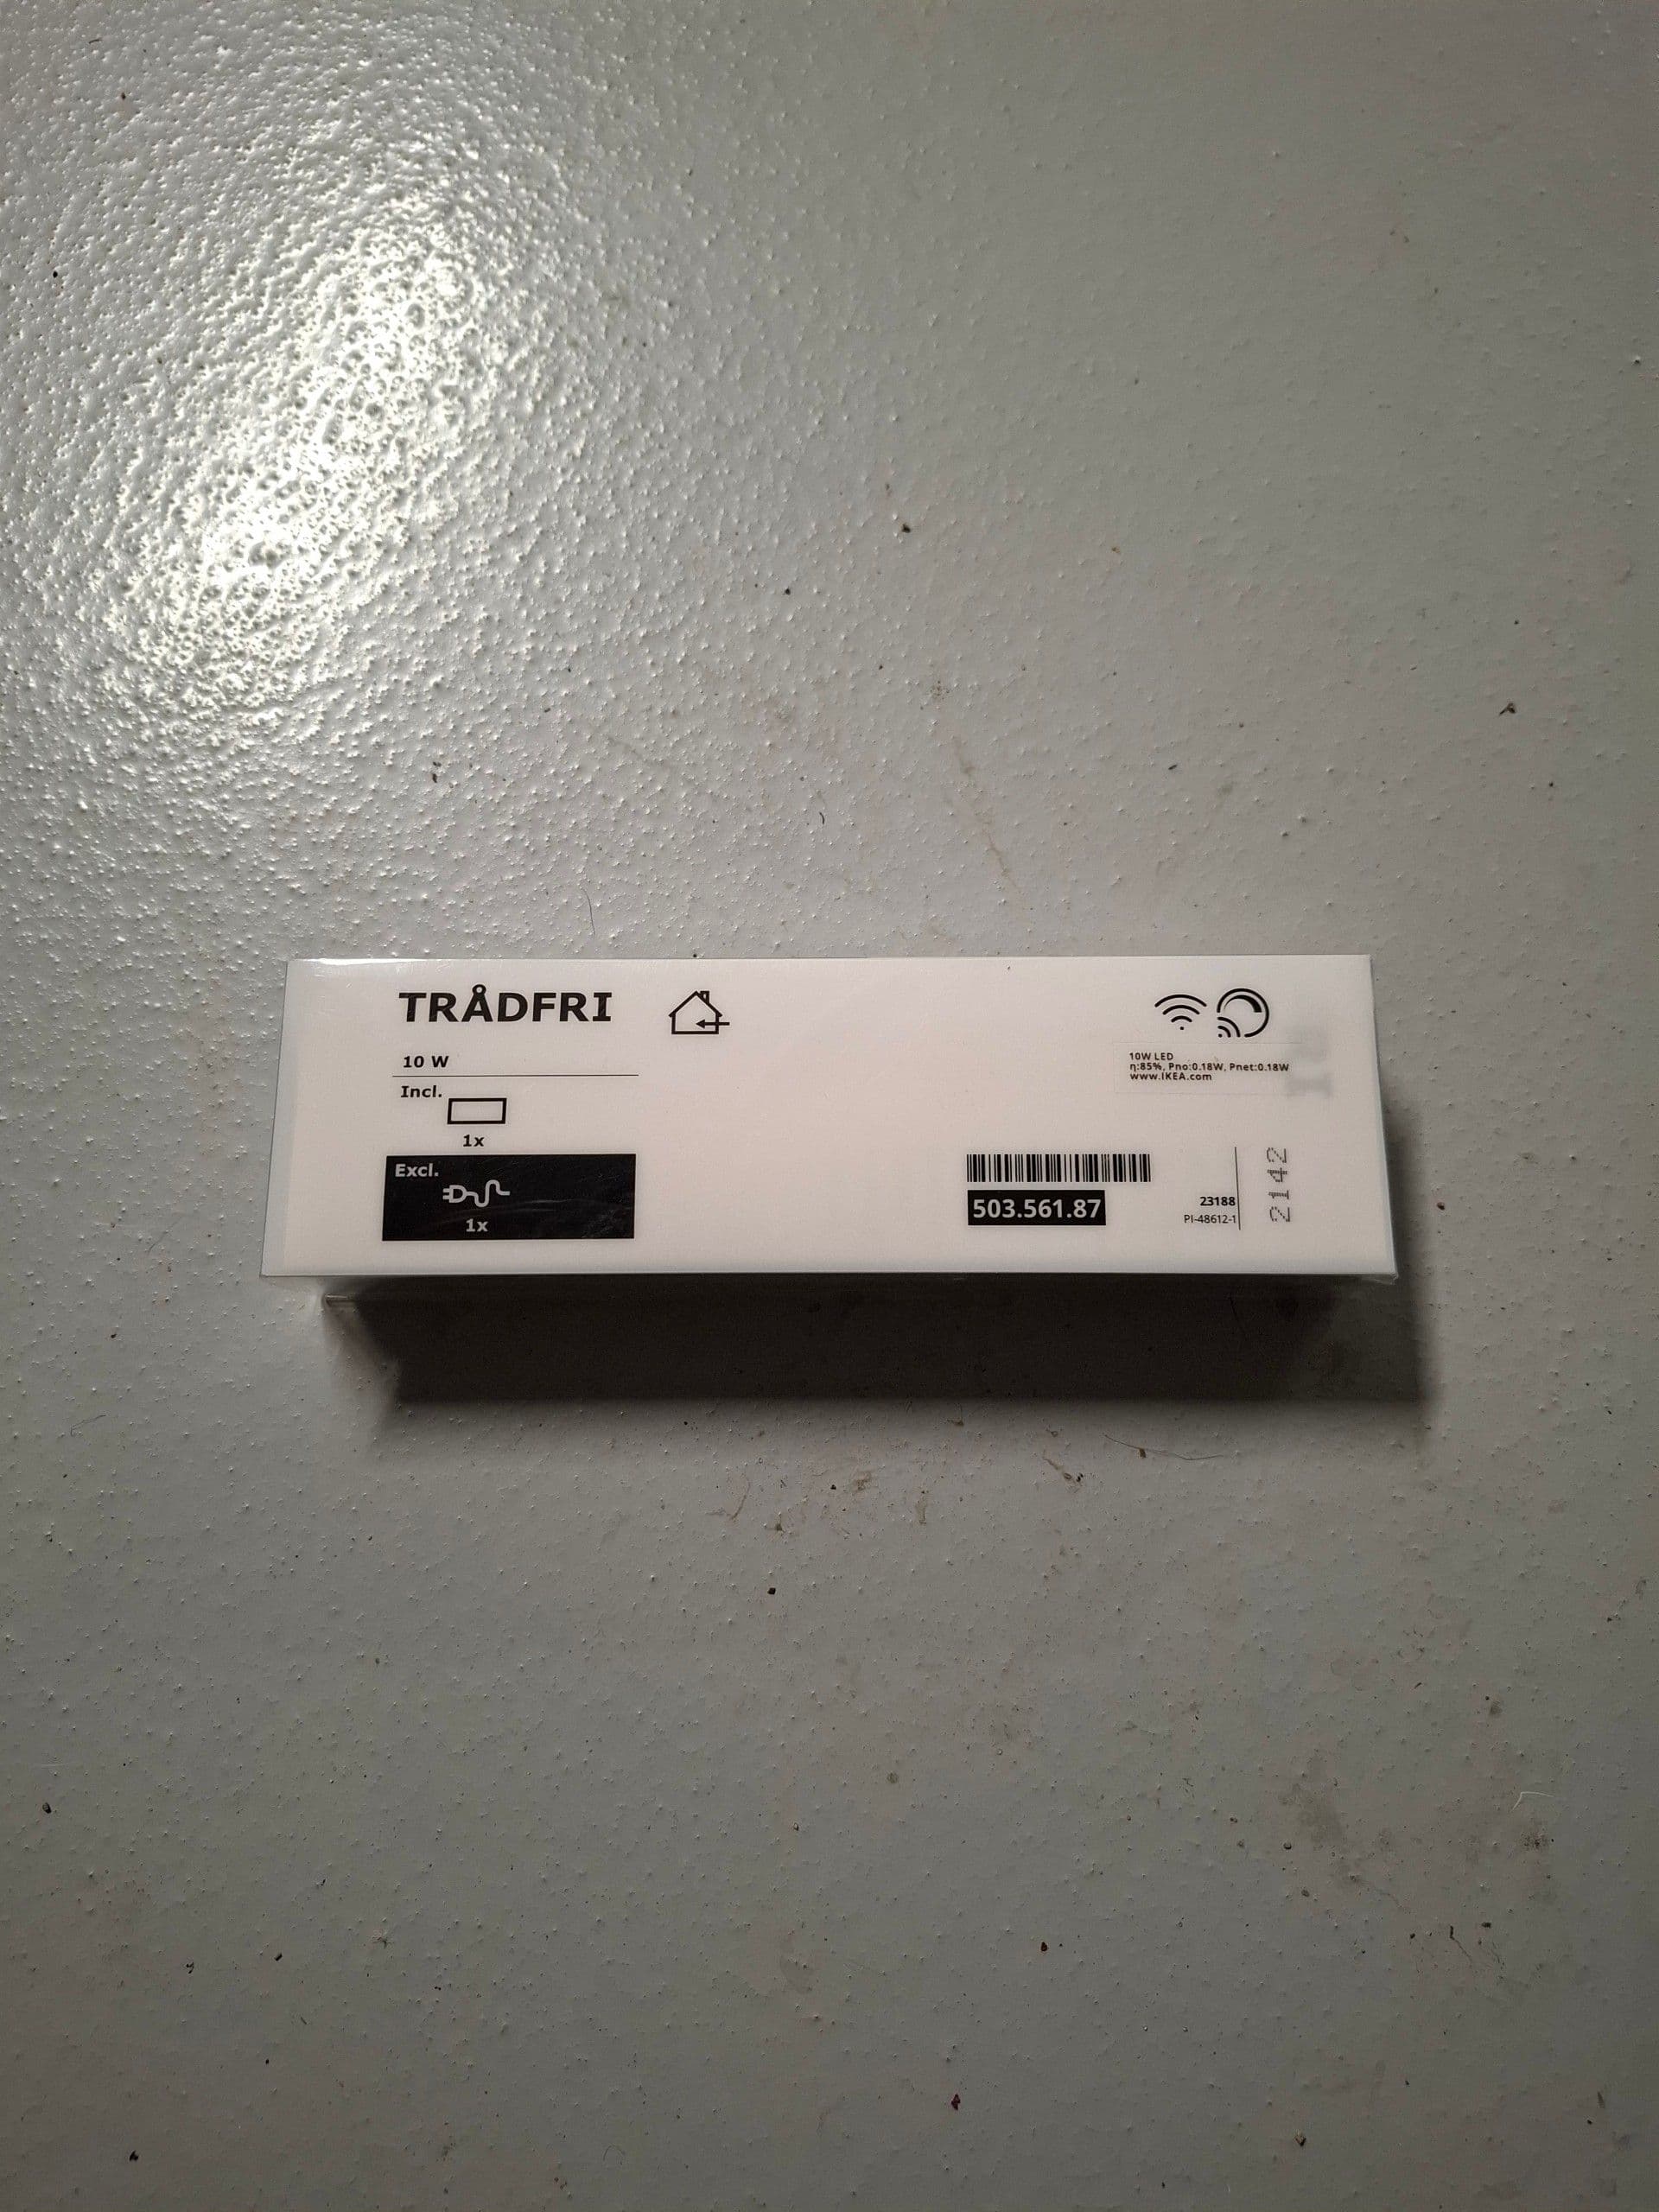 TRÅDFRI
10 W
Incl.
1x
Excl.
1x
10W LED
η:85%, Pno:0.18W, Pnet:0.18W
www.IKEA.com
503.561.87
23188
PI-48612-1
2142